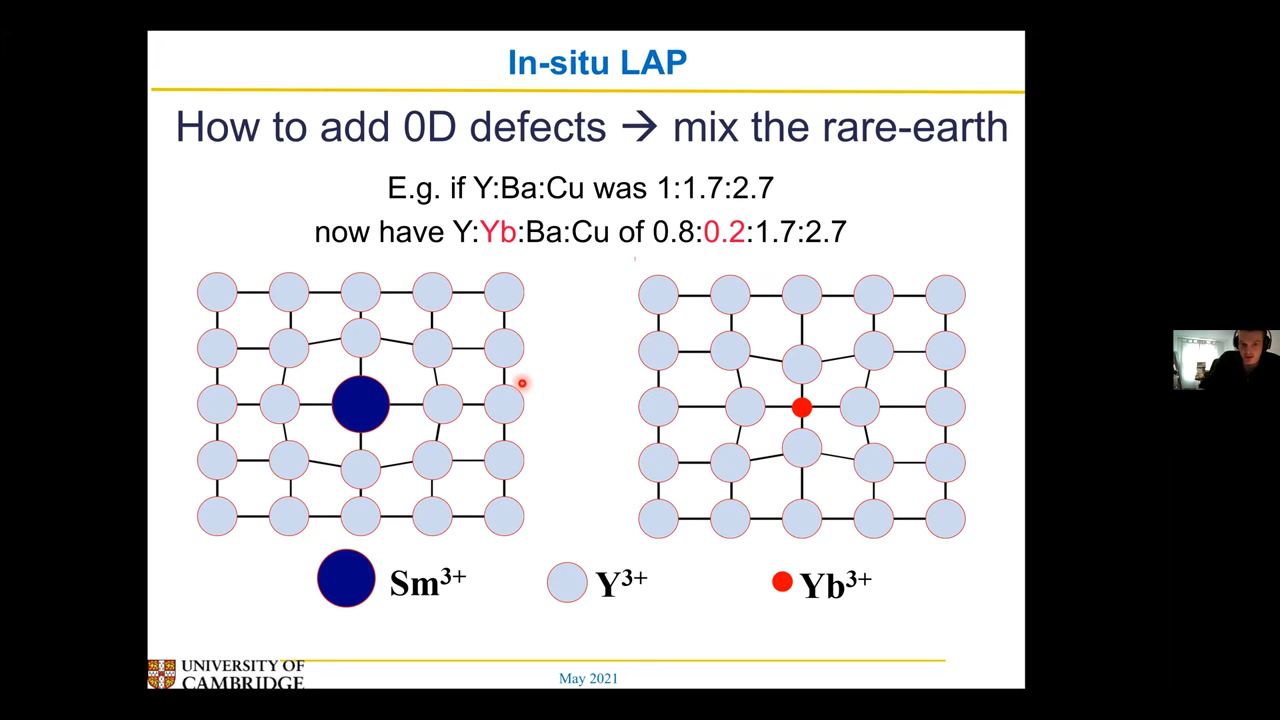 In-situ LAP
How to add 0D defects → mix the rare-earth
E.g. if Y:Ba:Cu was 1:1.7:2.7
now have Y:Yb:Ba:Cu of 0.8:0.2:1.7:2.7
Sm³⁺ Y³⁺ Yb³⁺
UNIVERSITY OF
CAMBRIDGE
May 2021